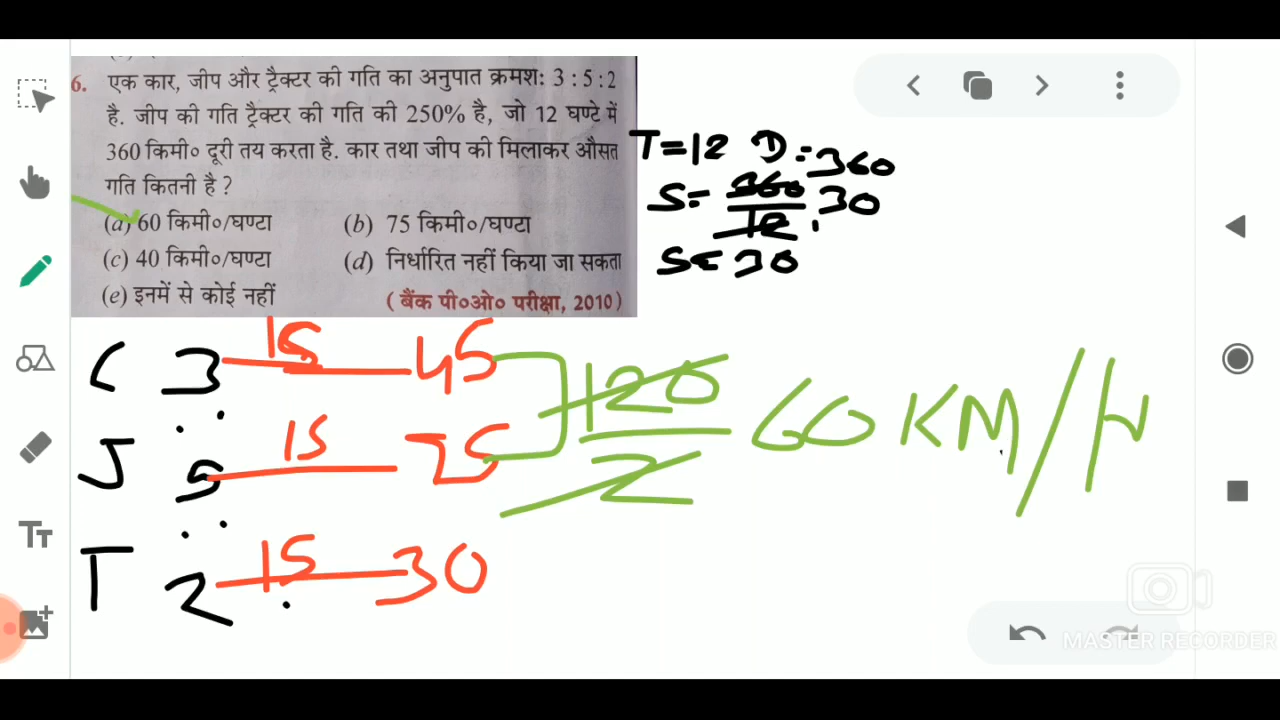 6. एक कार, जीप और ट्रैक्टर की गति का अनुपात क्रमशः 3 : 5 : 2
है. जीप की गति ट्रैक्टर की गति की 250% है, जो 12 घण्टे में
360 किमी० दूरी तय करता है. कार तथा जीप की मिलाकर औसत
गति कितनी है ?
(a) 60 किमी०/घण्टा (b) 75 किमी०/घण्टा
(c) 40 किमी०/घण्टा (d) निर्धारित नहीं किया जा सकता
(e) इनमें से कोई नहीं (बैंक पी०ओ० परीक्षा, 2010)
T=12 D=360
S= 360/12 30
S= 30
C 3 15 45
:
J 5 15 75
:
T 2 15 30
120/2 60 KM/H
TT
MASTER RECORDER